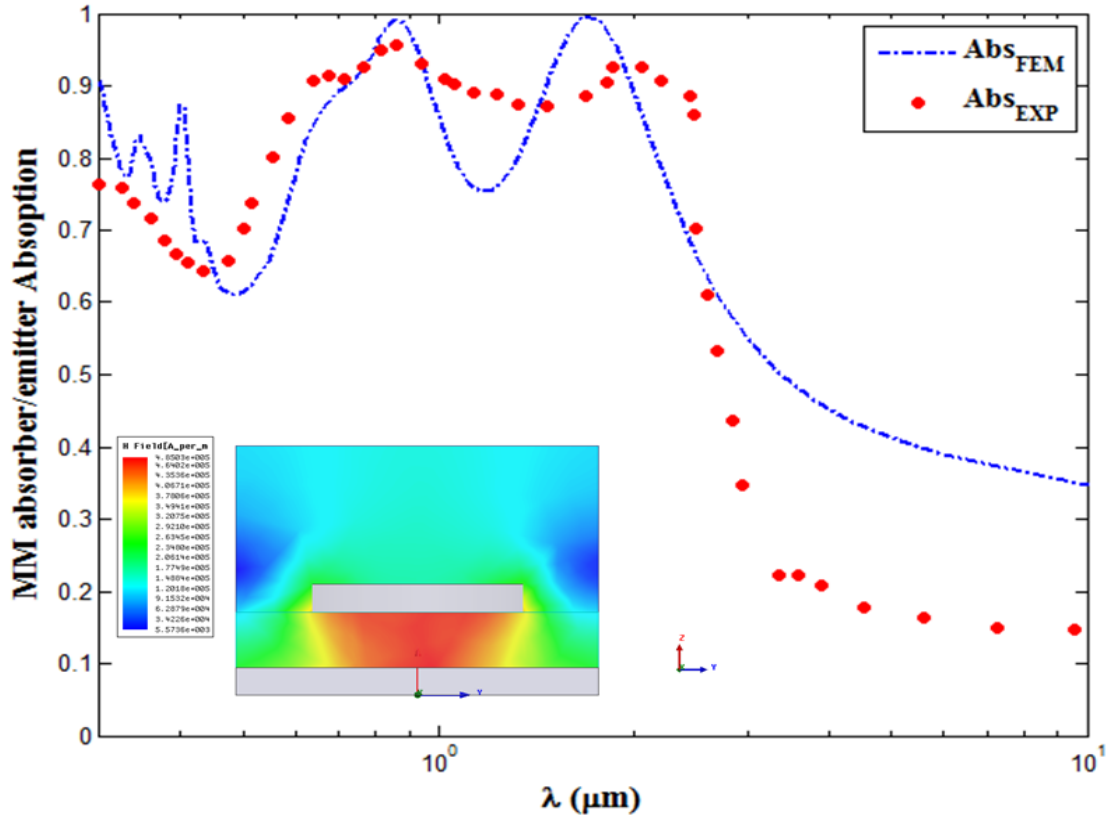 MM absorber/emitter Absoption
1
0.9
0.8
0.7
0.6
0.5
0.4
0.3
0.2
0.1
0
Abs_FEM
Abs_EXP
H Field[A_per_m
4.8503e+005
4.6402e+005
4.3536e+005
4.0671e+005
3.7806e+005
3.4941e+005
3.2075e+005
2.9210e+005
2.6345e+005
2.3480e+005
2.0614e+005
1.7749e+005
1.4884e+005
1.2018e+005
9.1532e+004
6.2879e+004
3.4226e+004
5.5736e+003
Y
Z
Y
10^0
10^1
λ (μm)